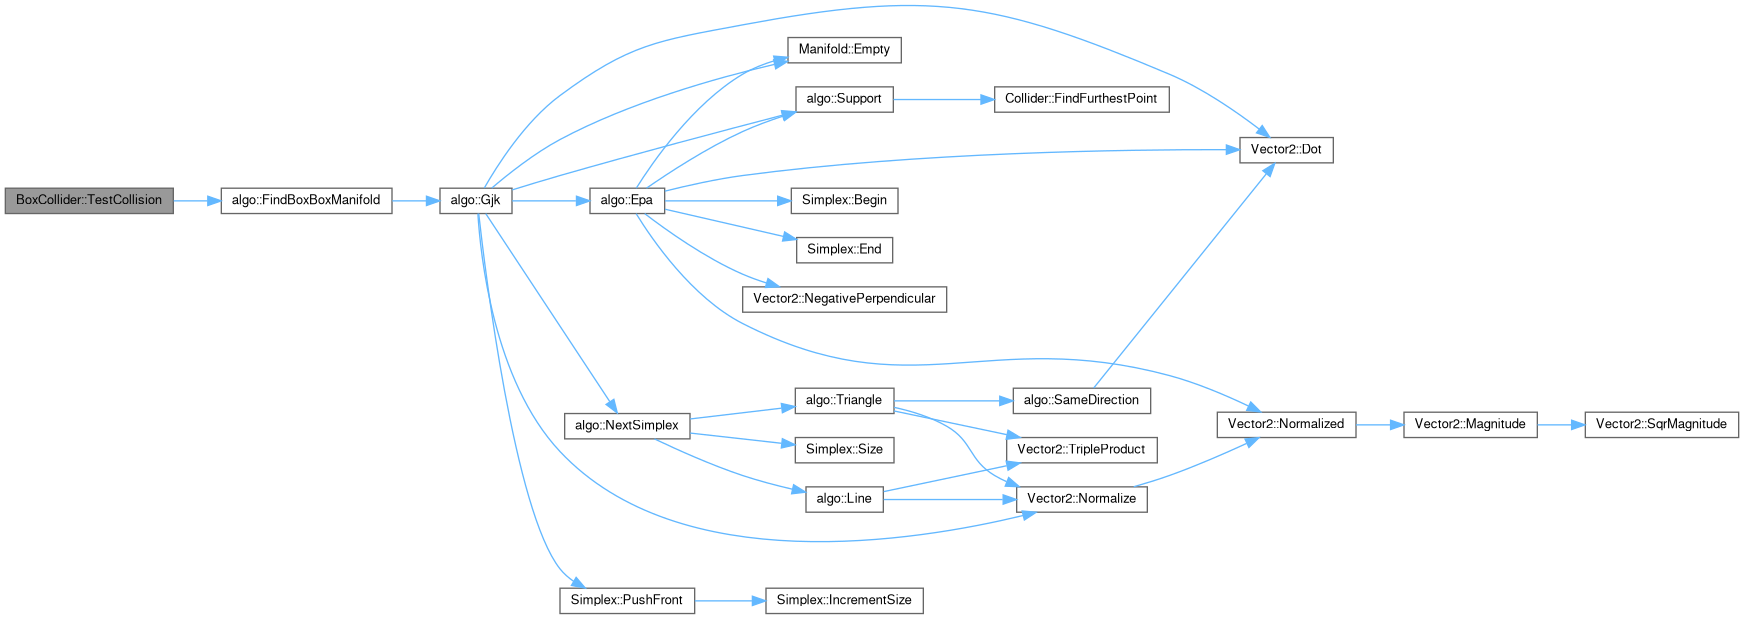 BoxCollider::TestCollision
algo::FindBoxBoxManifold
algo::Gjk
algo::Epa
Manifold::Empty
algo::Support
Collider::FindFurthestPoint
Vector2::Dot
Simplex::Begin
Simplex::End
Vector2::NegativePerpendicular
algo::NextSimplex
algo::Triangle
algo::SameDirection
Simplex::Size
Vector2::TripleProduct
algo::Line
Vector2::Normalize
Vector2::Normalized
Vector2::Magnitude
Vector2::SqrMagnitude
Simplex::PushFront
Simplex::IncrementSize